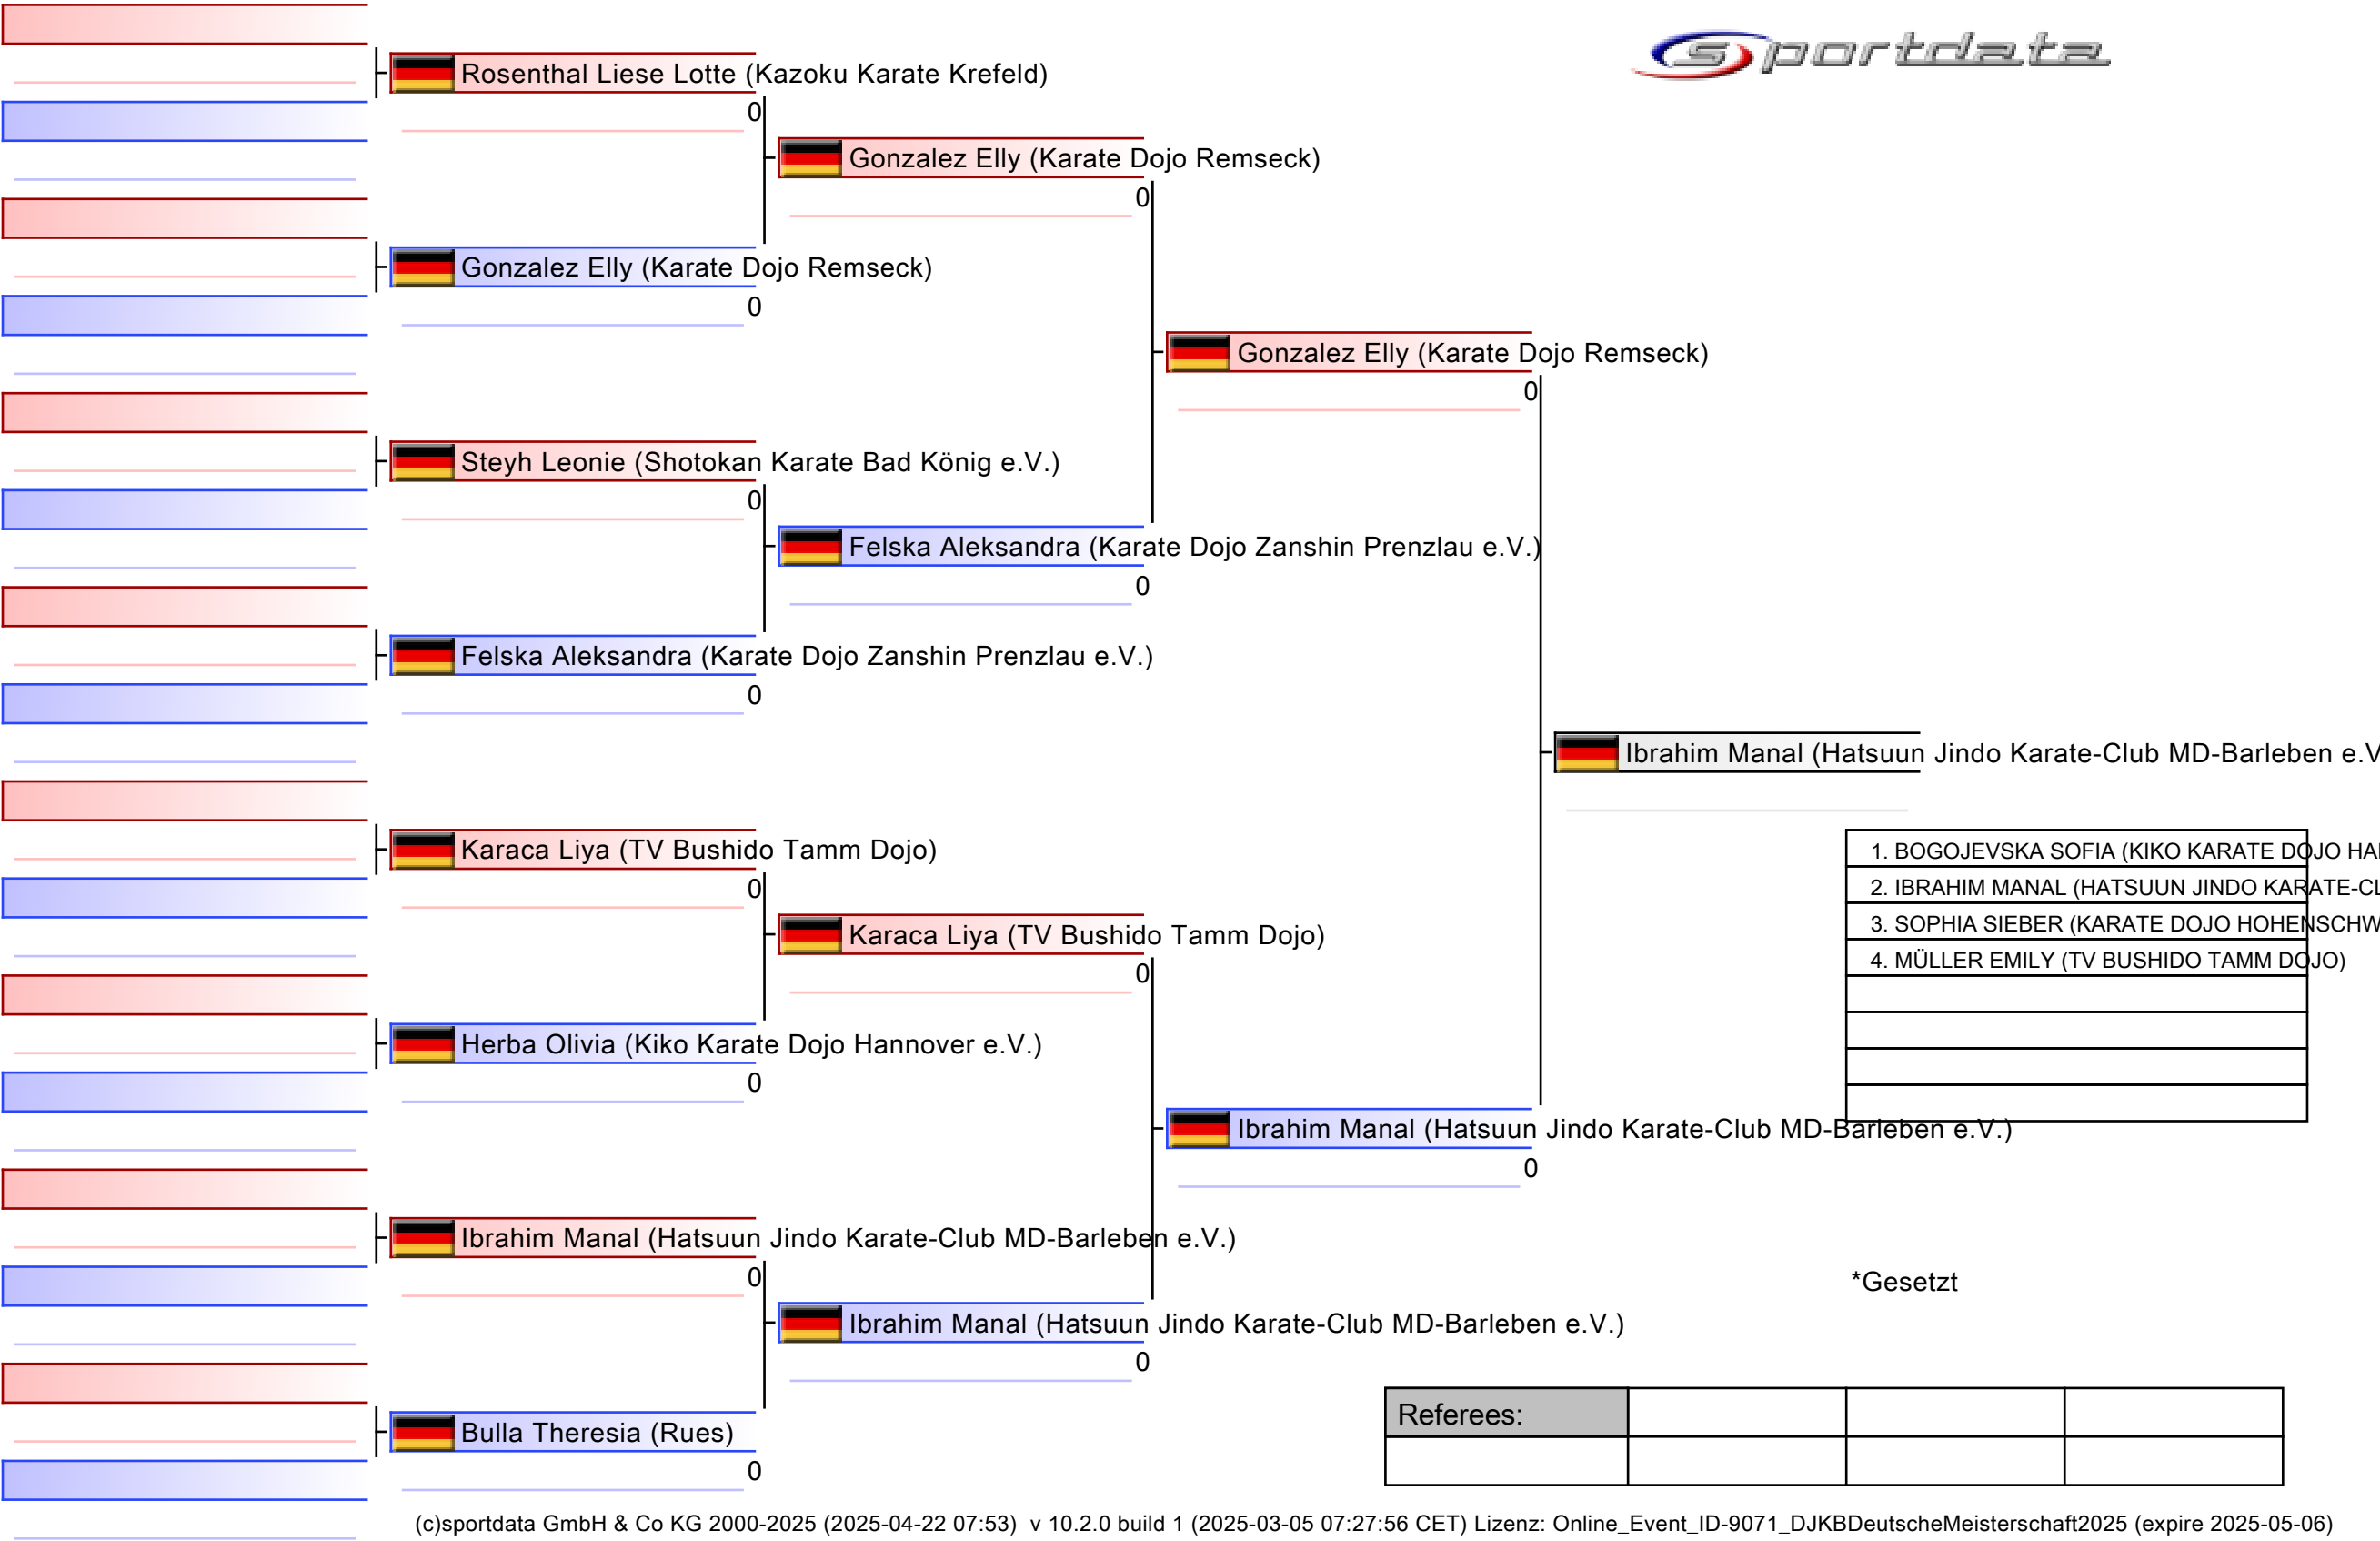 sportdata
Rosenthal Liese Lotte (Kazoku Karate Krefeld)
0
Gonzalez Elly (Karate Dojo Remseck)
0
Gonzalez Elly (Karate Dojo Remseck)
0
Gonzalez Elly (Karate Dojo Remseck)
0
Steyh Leonie (Shotokan Karate Bad König e.V.)
0
Felska Aleksandra (Karate Dojo Zanshin Prenzlau e.V.)
0
Felska Aleksandra (Karate Dojo Zanshin Prenzlau e.V.)
0
Ibrahim Manal (Hatsuun Jindo Karate-Club MD-Barleben e.V
Karaca Liya (TV Bushido Tamm Dojo)
0
1. BOGOJEVSKA SOFIA (KIKO KARATE DOJO HA
2. IBRAHIM MANAL (HATSUUN JINDO KARATE-CL
3. SOPHIA SIEBER (KARATE DOJO HOHENSCHW
4. MÜLLER EMILY (TV BUSHIDO TAMM DOJO)
Karaca Liya (TV Bushido Tamm Dojo)
0
Herba Olivia (Kiko Karate Dojo Hannover e.V.)
0
Ibrahim Manal (Hatsuun Jindo Karate-Club MD-Barleben e.V.)
0
Ibrahim Manal (Hatsuun Jindo Karate-Club MD-Barleben e.V.)
0
*Gesetzt
Ibrahim Manal (Hatsuun Jindo Karate-Club MD-Barleben e.V.)
0
Bulla Theresia (Rues)
0
Referees:
(c)sportdata GmbH & Co KG 2000-2025 (2025-04-22 07:53)  v 10.2.0 build 1 (2025-03-05 07:27:56 CET) Lizenz: Online_Event_ID-9071_DJKBDeutscheMeisterschaft2025 (expire 2025-05-06)